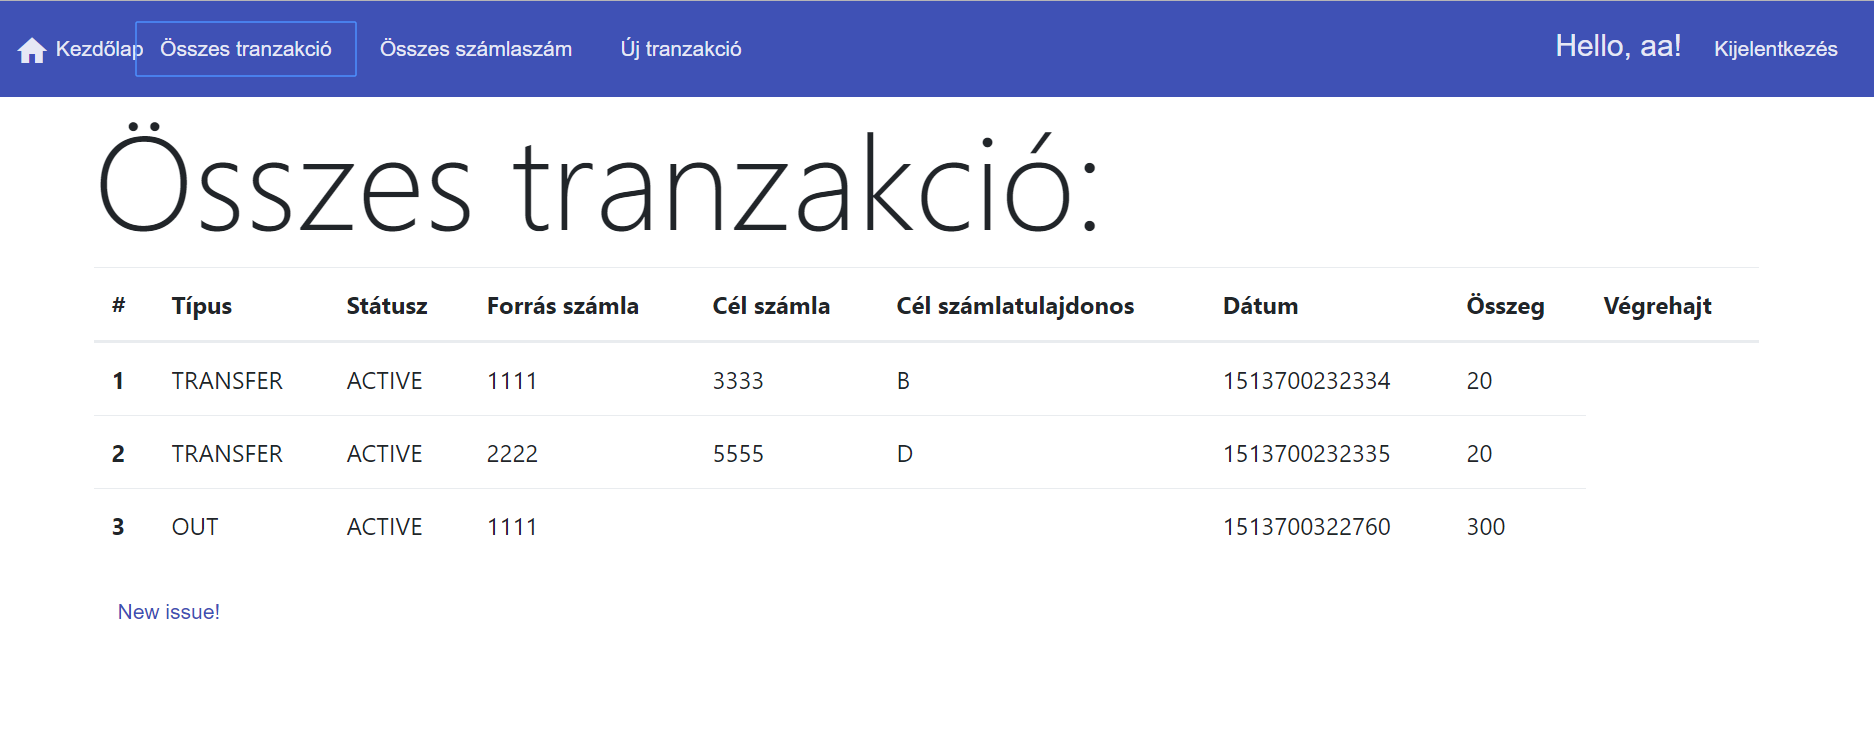 Kezdőlap Összes tranzakció Összes számlaszám Új tranzakció Hello, aa! Kijelentkezés
Összes tranzakció:
# Típus Státusz Forrás számla Cél számla Cél számlatulajdonos Dátum Összeg Végrehajt
1 TRANSFER ACTIVE 1111 3333 B 1513700232334 20
2 TRANSFER ACTIVE 2222 5555 D 1513700232335 20
3 OUT ACTIVE 1111 1513700322760 300
New issue!